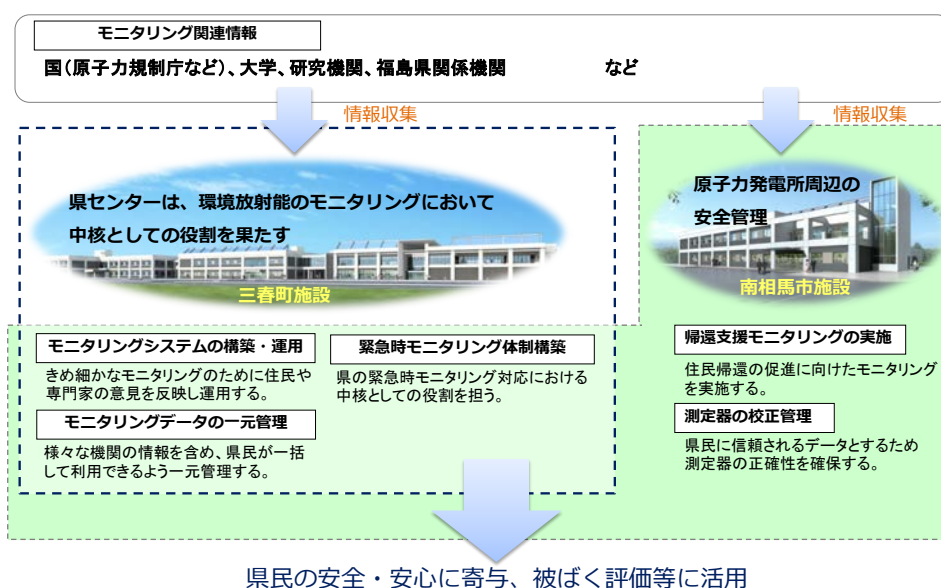 モニタリング関連情報
国(原子力規制庁など)、大学、研究機関、福島県関係機関 など
情報収集
情報収集
県センターは、環境放射能のモニタリングにおいて
中核としての役割を果たす
三春町施設
原子力発電所周辺の
安全管理
南相馬市施設
モニタリングシステムの構築・運用
きめ細かなモニタリングのために住民や
専門家の意見を反映し運用する。
モニタリングデータの一元管理
様々な機関の情報を含め、県民が一括
して利用できるよう一元管理する。
緊急時モニタリング体制構築
県の緊急時モニタリング対応における
中核としての役割を担う。
帰還支援モニタリングの実施
住民帰還の促進に向けたモニタリング
を実施する。
測定器の校正管理
県民に信頼されるデータとするため
測定器の正確性を確保する。
県民の安全・安心に寄与、被ばく評価等に活用